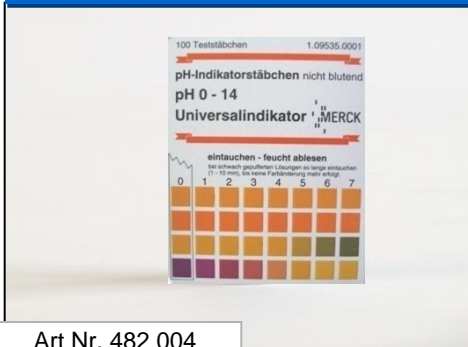 100 Teststäbchen 1.09535.0001
pH-Indikatorstäbchen nicht blutend
pH 0 - 14
Universalindikator MERCK
eintauchen - feucht ablesen
bei schwach gepufferten Lösungen so lange eintauchen
(1 - 10 min), bis keine Farbänderung mehr erfolgt.
0 1 2 3 4 5 6 7
Art Nr. 482 004